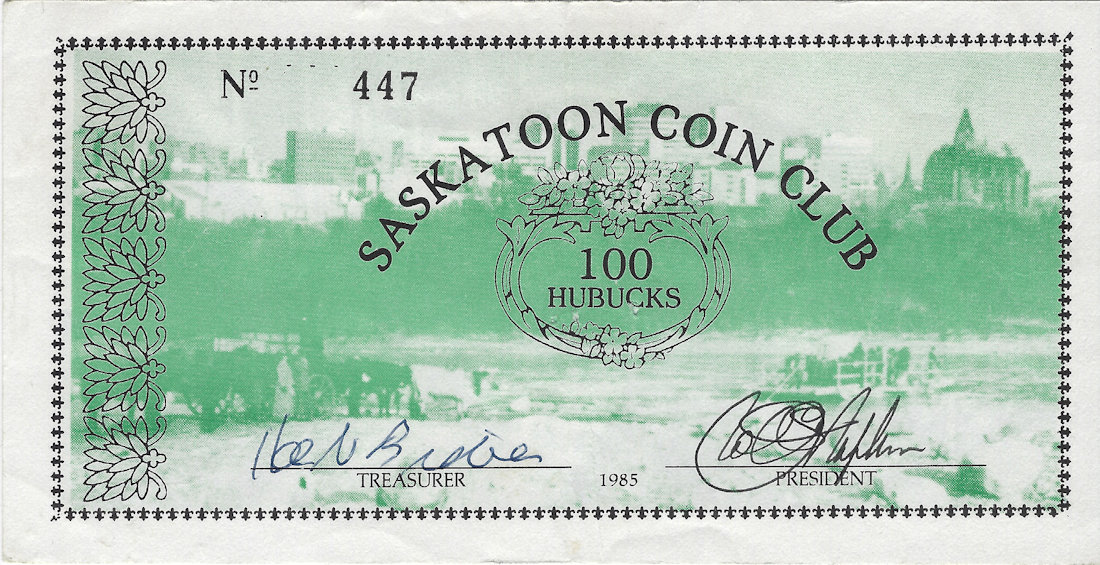 Nº 447
SASKATOON COIN CLUB
100
HUBUCKS
TREASURER 1985 PRESIDENT